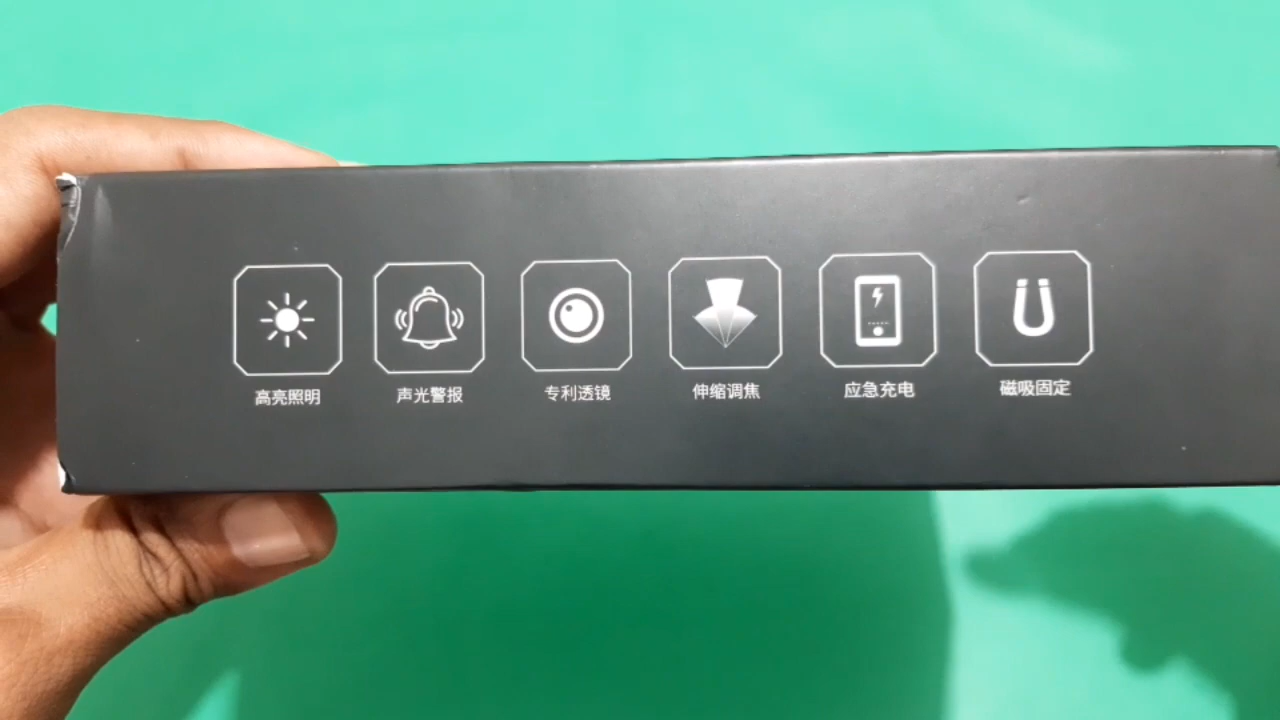 高亮照明
声光警报
专利透镜
伸缩调焦
应急充电
磁吸固定